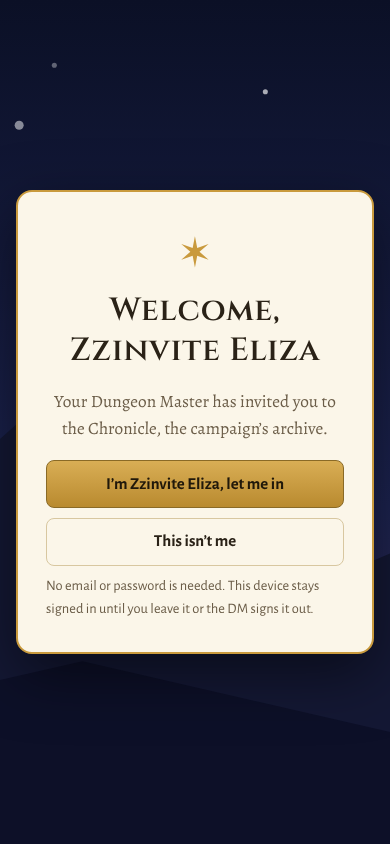 Welcome,
Zzinvite Eliza
Your Dungeon Master has invited you to
the Chronicle, the campaign’s archive.
I’m Zzinvite Eliza, let me in
This isn’t me
No email or password is needed. This device stays
signed in until you leave it or the DM signs it out.